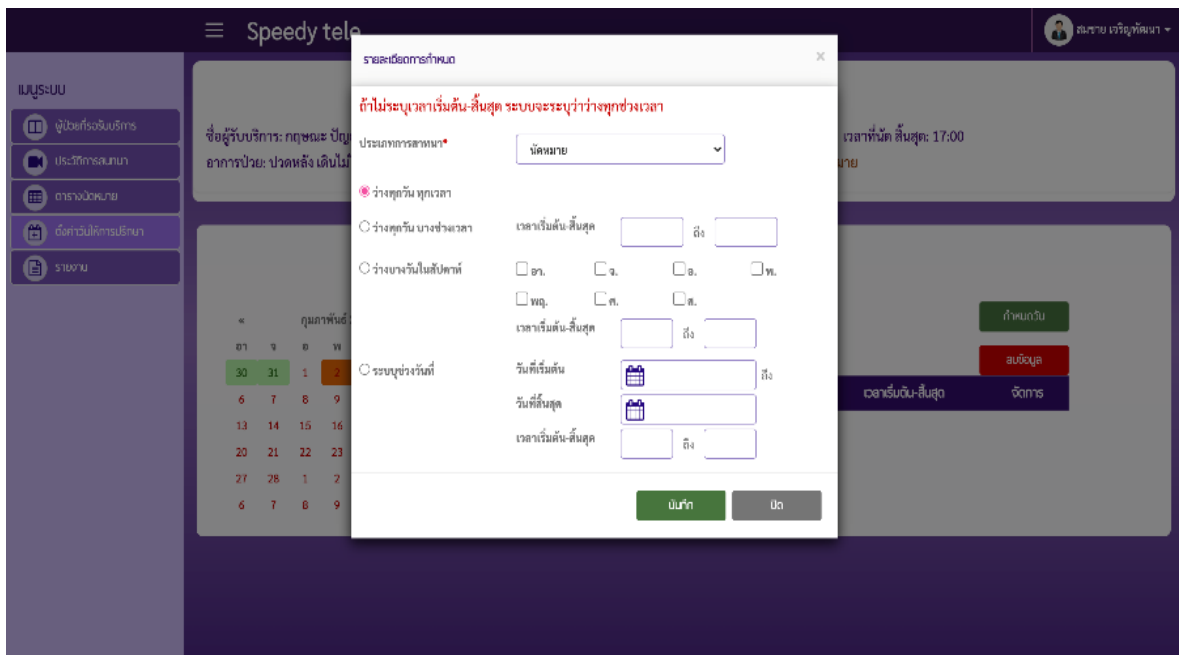 Speedy tele
สมชาย เจริญพัฒนา
เมนูระบบ
ผู้ป่วยที่รอรับบริการ
ประวัติการสนทนา
ตารางนัดหมาย
ตั้งค่าวันให้การปรึกษา
รายงาน
ชื่อผู้รับบริการ: กฤษณะ ปัญ
เวลาที่นัด สิ้นสุด: 17:00
อาการป่วย: ปวดหลัง เดินไม่
มาย
รายละเอียดการกำหนด
×
ถ้าไม่ระบุเวลาเริ่มต้น-สิ้นสุด ระบบจะระบุว่าว่างทุกช่วงเวลา
ประเภทการสาทนา*
นัดหมาย
ว่างทุกวัน ทุกเวลา
ว่างทุกวัน บางช่วงเวลา เวลาเริ่มต้น-สิ้นสุด ถึง
ว่างบางวันในสัปดาห์ อา. จ. อ. พ.
พฤ. ศ. ส.
เวลาเริ่มต้น-สิ้นสุด ถึง
ระบบุช่วงวันที่ วันที่เริ่มต้น ถึง
วันที่สิ้นสุด
เวลาเริ่มต้น-สิ้นสุด ถึง
บันทึก ปิด
« กุมภาพันธ์
อา จ อ พ
30 31 1 2
6 7 8 9
13 14 15 16
20 21 22 23
27 28 1 2
6 7 8 9
กำหนดวัน
ลบข้อมูล
เวลาเริ่มต้น-สิ้นสุด จัดการ